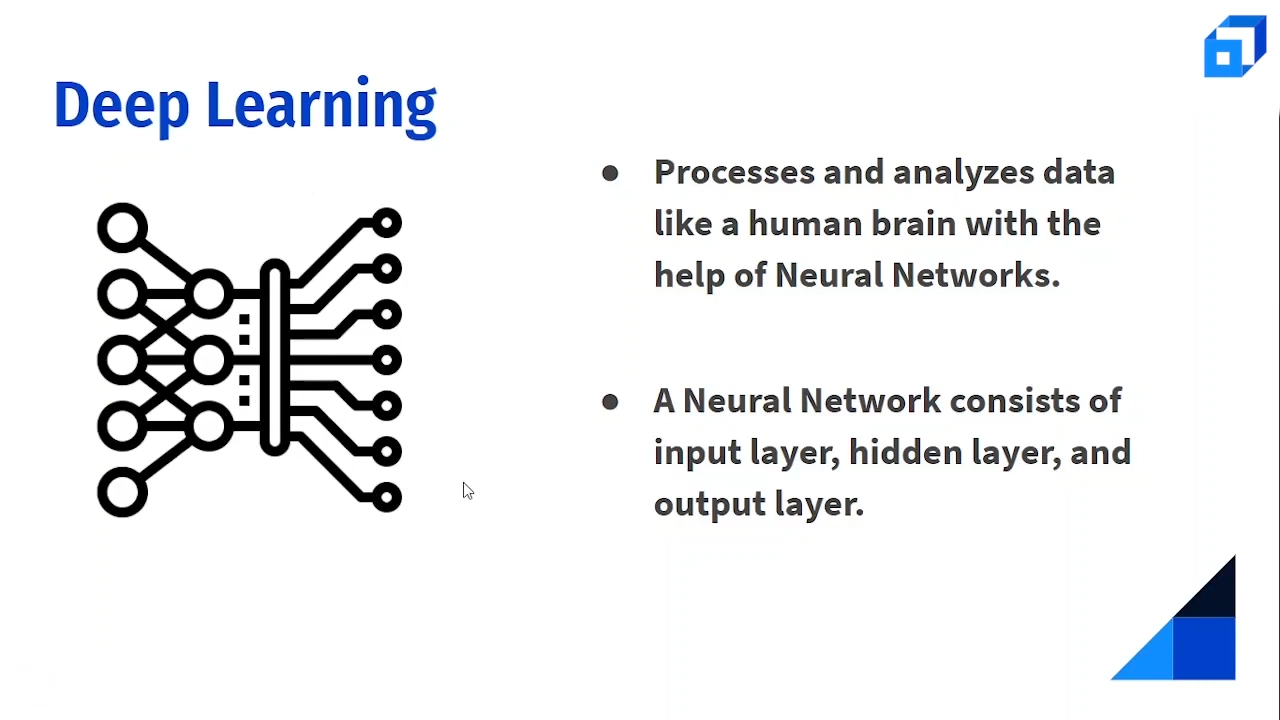 Deep Learning
● Processes and analyzes data
like a human brain with the
help of Neural Networks.
● A Neural Network consists of
input layer, hidden layer, and
output layer.